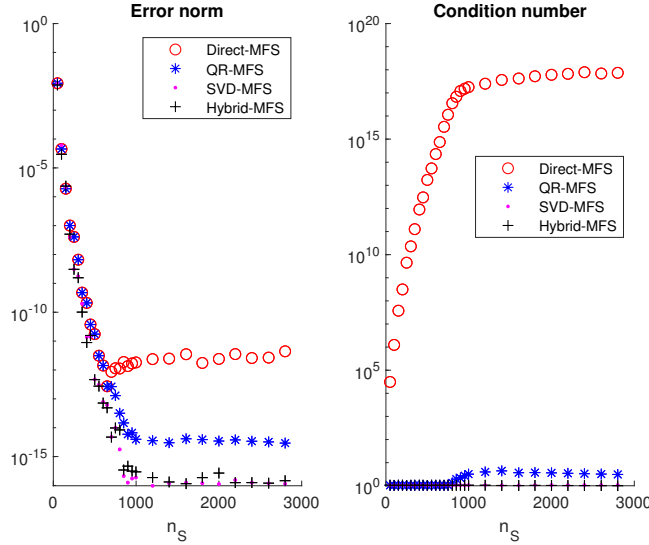 Error norm
10^0
10^-5
10^-10
10^-15
0
1000
2000
3000
n_S
Direct-MFS
QR-MFS
SVD-MFS
Hybrid-MFS
Condition number
10^20
10^15
10^10
10^5
10^0
0
1000
2000
3000
n_S
Direct-MFS
QR-MFS
SVD-MFS
Hybrid-MFS